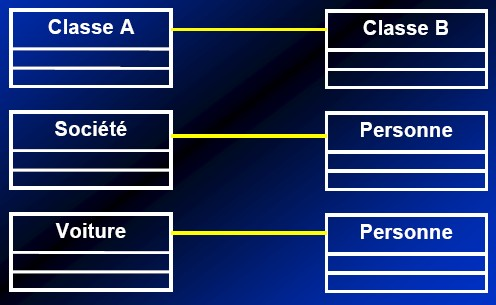 Classe A
Classe B
Société
Personne
Voiture
Personne